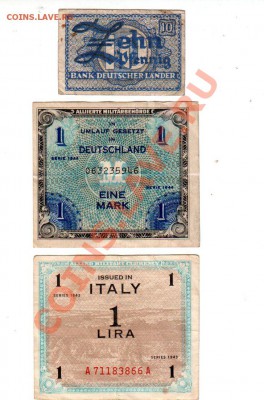 COINS.LAVE.RU
10
Zehn
Pfennig
BANK DEUTSCHER LÄNDER
ALLIIERTE MILITÄRBEHÖRDE
IN
UMLAUF GESETZT
IN
DEUTSCHLAND
1 1
SERIE 1944
M
063235946
SERIE 1944
1 EINE 1
MARK
ISSUED IN
1 ITALY 1
SERIES 1943
1
LIRA
SERIES 1943
1 A 71183866 A 1